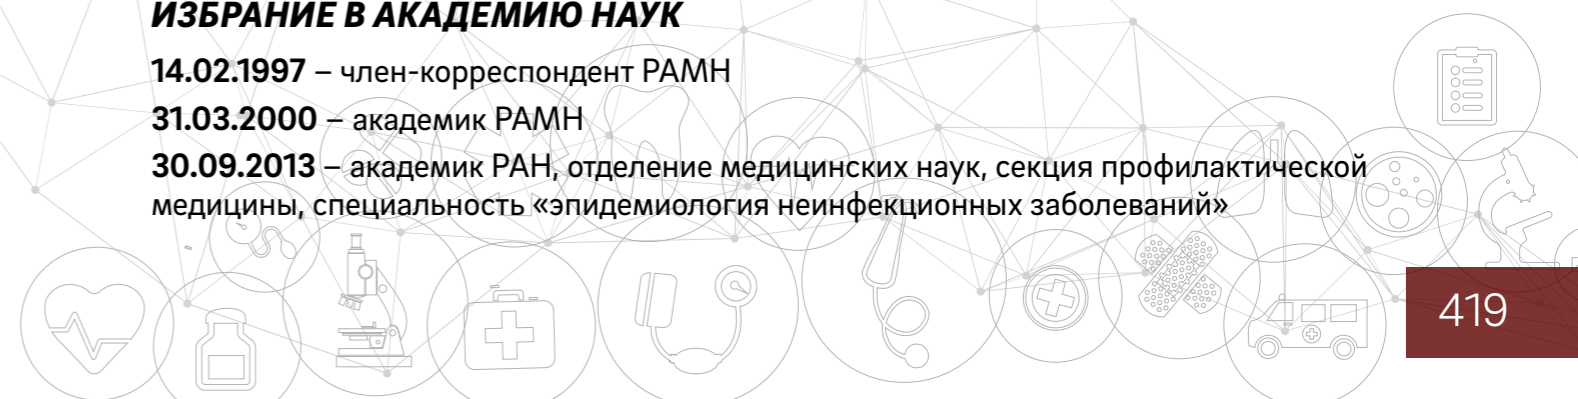 ИЗБРАНИЕ В АКАДЕМИЮ НАУК
14.02.1997 – член-корреспондент РАМН
31.03.2000 – академик РАМН
30.09.2013 – академик РАН, отделение медицинских наук, секция профилактической
медицины, специальность «эпидемиология неинфекционных заболеваний»
419